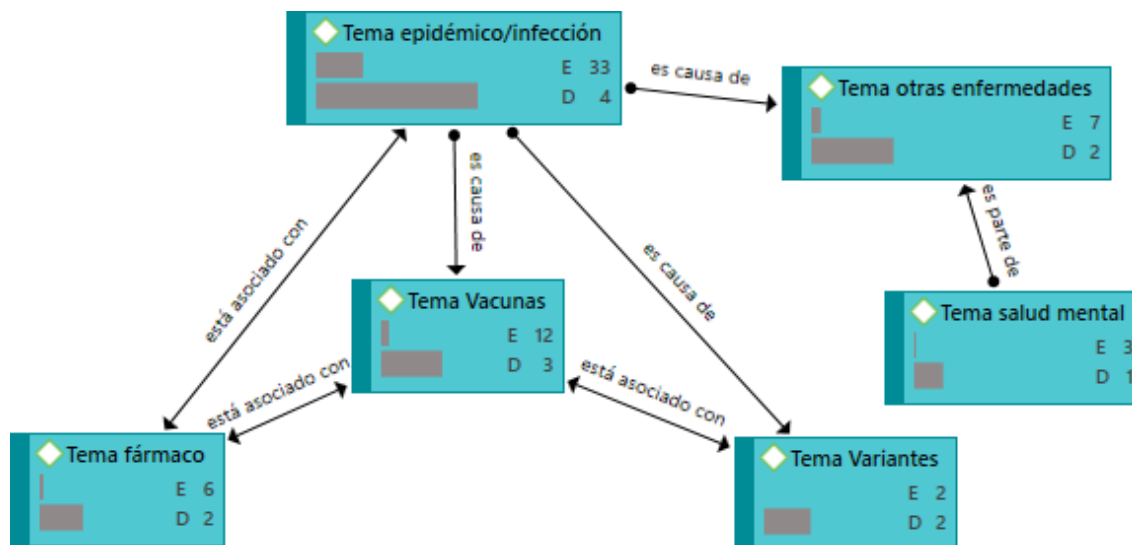 Tema epidémico/infección
E 33
D 4
es causa de
Tema otras enfermedades
E 7
D 2
es causa de
está asociado con
es causa de
es parte de
Tema Vacunas
E 12
D 3
Tema salud mental
E 3
D 1
está asociado con
está asociado con
Tema fármaco
E 6
D 2
Tema Variantes
E 2
D 2